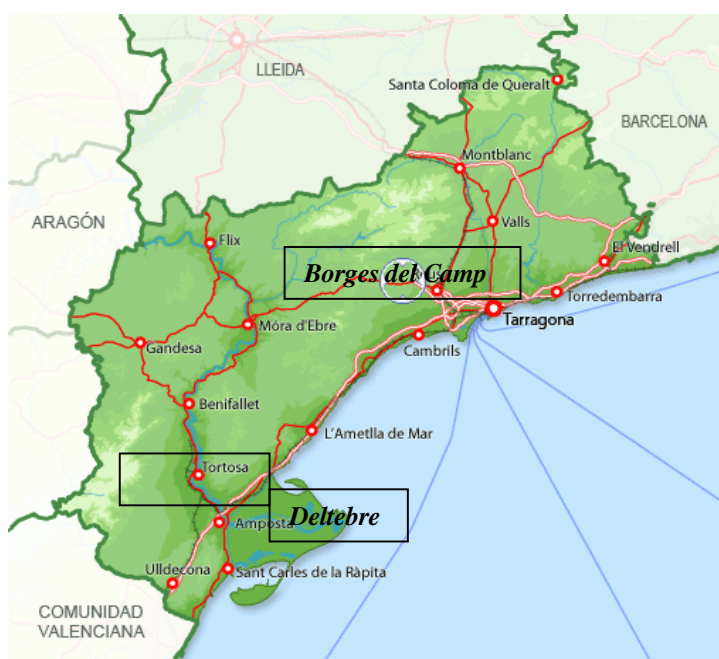 LLEIDA
Santa Coloma de Queralt
BARCELONA
Montblanc
ARAGÓN
Valls
Flix
El Vendrell
Borges del Camp
Torredembarra
Tarragona
Móra d'Ebre
Gandesa
Cambrils
Benifallet
L'Ametlla de Mar
Tortosa
Deltebre
Amposta
Ulldecona
Sant Carles de la Ràpita
COMUNIDAD
VALENCIANA